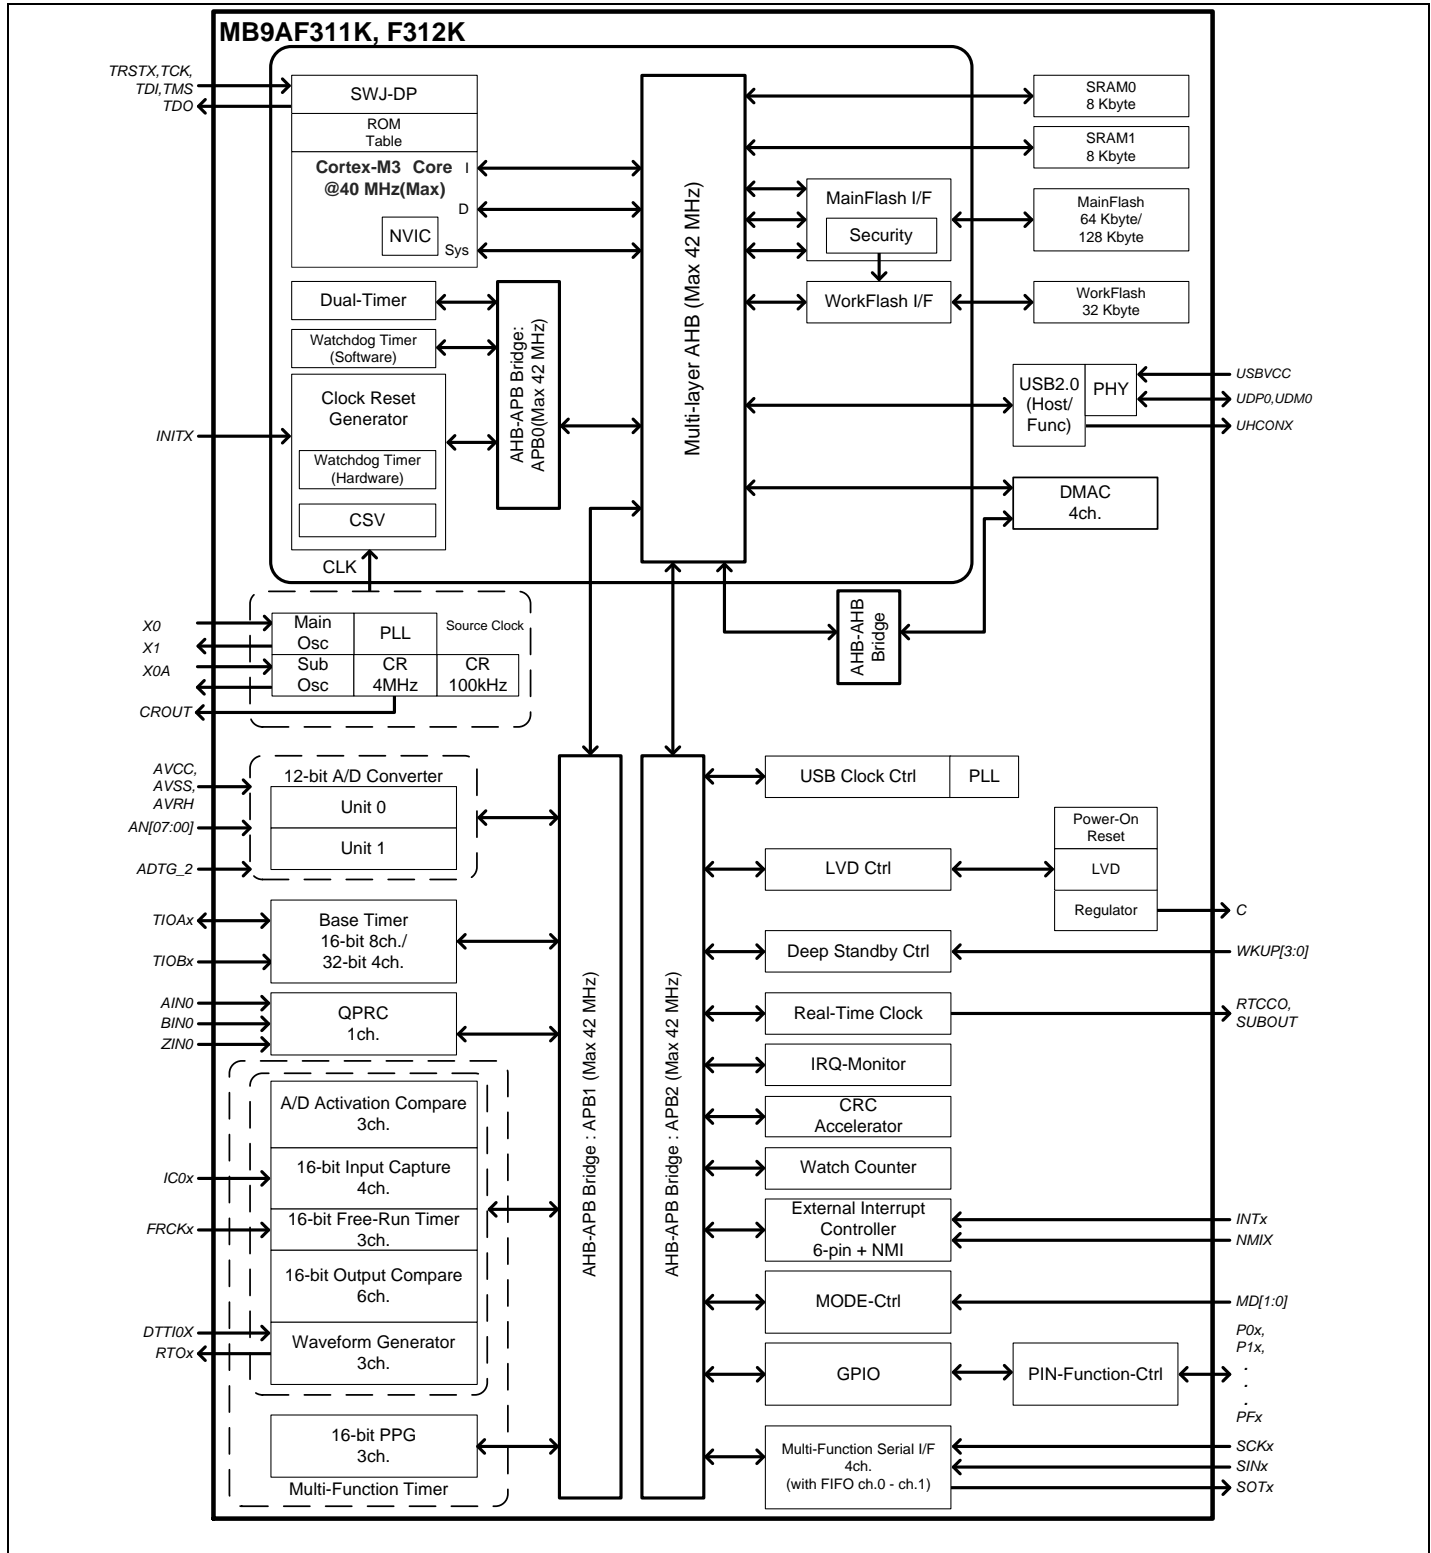 MB9AF311K, F312K
TRSTX,TCK,
TDI,TMS
TDO
SWJ-DP
ROM
Table
Cortex-M3 Core
@40 MHz(Max)
I
D
Sys
NVIC
Dual-Timer
Watchdog Timer
(Software)
Clock Reset
Generator
Watchdog Timer
(Hardware)
CSV
CLK
INITX
AHB-APB Bridge:
APB0(Max 42 MHz)
Multi-layer AHB (Max 42 MHz)
SRAM0
8 Kbyte
SRAM1
8 Kbyte
MainFlash I/F
Security
MainFlash
64 Kbyte/
128 Kbyte
WorkFlash I/F
WorkFlash
32 Kbyte
USB2.0
(Host/
Func)
PHY
USBVCC
UDP0,UDM0
UHCONX
DMAC
4ch.
AHB-AHB
Bridge
X0
X1
X0A
CROUT
Main
Osc
PLL
Source Clock
Sub
Osc
CR
4MHz
CR
100kHz
AVCC,
AVSS,
AVRH
AN[07:00]
ADTG_2
12-bit A/D Converter
Unit 0
Unit 1
TIOAx
TIOBx
Base Timer
16-bit 8ch./
32-bit 4ch.
AIN0
BIN0
ZIN0
QPRC
1ch.
A/D Activation Compare
3ch.
IC0x
16-bit Input Capture
4ch.
FRCKx
16-bit Free-Run Timer
3ch.
16-bit Output Compare
6ch.
DTTI0X
RTOx
Waveform Generator
3ch.
16-bit PPG
3ch.
Multi-Function Timer
AHB-APB Bridge : APB1 (Max 42 MHz)
AHB-APB Bridge : APB2 (Max 42 MHz)
USB Clock Ctrl
PLL
LVD Ctrl
Power-On
Reset
LVD
Regulator
C
Deep Standby Ctrl
WKUP[3:0]
Real-Time Clock
RTCCO,
SUBOUT
IRQ-Monitor
CRC
Accelerator
Watch Counter
External Interrupt
Controller
6-pin + NMI
INTx
NMIX
MODE-Ctrl
MD[1:0]
GPIO
PIN-Function-Ctrl
P0x,
P1x,
.
.
.
PFx
Multi-Function Serial I/F
4ch.
(with FIFO ch.0 - ch.1)
SCKx
SINx
SOTx